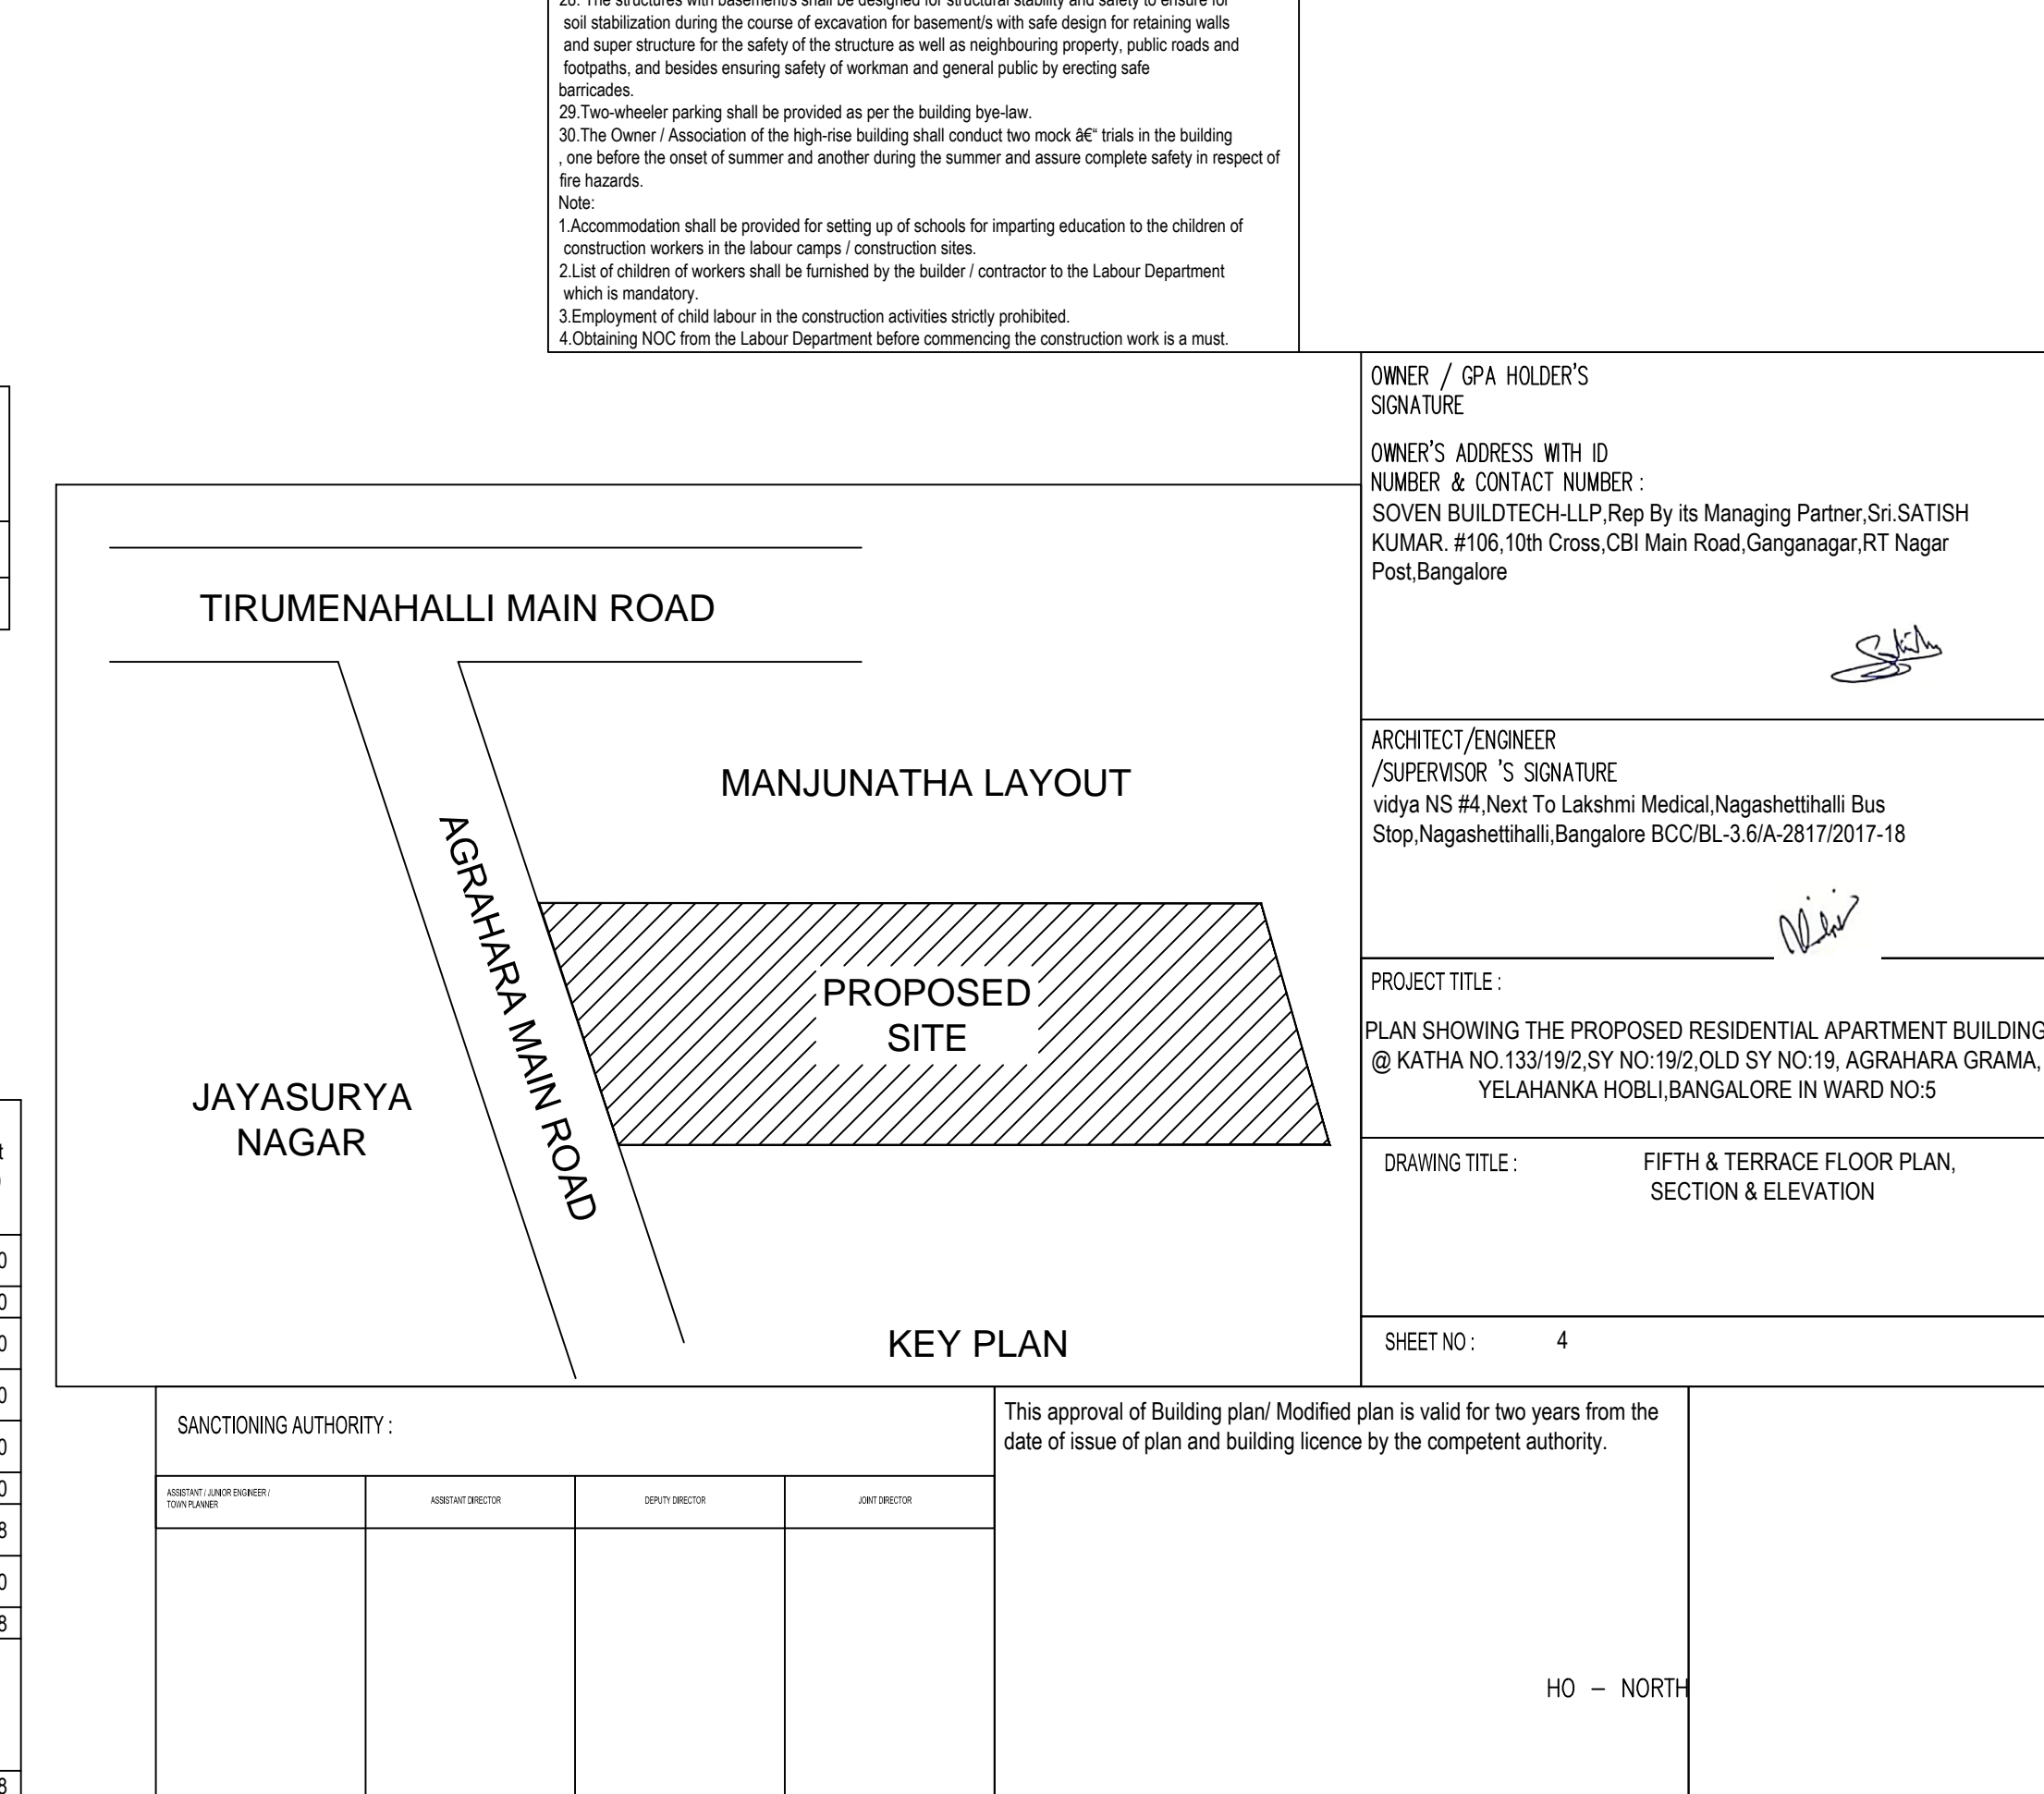 28. The structures with basement/s shall be designed for structural stability and safety to ensure for
soil stabilization during the course of excavation for basement/s with safe design for retaining walls
and super structure for the safety of the structure as well as neighbouring property, public roads and
footpaths, and besides ensuring safety of workman and general public by erecting safe
barricades.
29.Two-wheeler parking shall be provided as per the building bye-law.
30.The Owner / Association of the high-rise building shall conduct two mock â€“ trials in the building
, one before the onset of summer and another during the summer and assure complete safety in respect of
fire hazards.
Note:
1.Accommodation shall be provided for setting up of schools for imparting education to the children of
construction workers in the labour camps / construction sites.
2.List of children of workers shall be furnished by the builder / contractor to the Labour Department
which is mandatory.
3.Employment of child labour in the construction activities strictly prohibited.
4.Obtaining NOC from the Labour Department before commencing the construction work is a must.
OWNER / GPA HOLDER'S
SIGNATURE
OWNER'S ADDRESS WITH ID
NUMBER & CONTACT NUMBER :
SOVEN BUILDTECH-LLP,Rep By its Managing Partner,Sri.SATISH
KUMAR. #106,10th Cross,CBI Main Road,Ganganagar,RT Nagar
Post,Bangalore
ARCHITECT/ENGINEER
/SUPERVISOR 'S SIGNATURE
vidya NS #4,Next To Lakshmi Medical,Nagashettihalli Bus
Stop,Nagashettihalli,Bangalore BCC/BL-3.6/A-2817/2017-18
PROJECT TITLE :
PLAN SHOWING THE PROPOSED RESIDENTIAL APARTMENT BUILDING
@ KATHA NO.133/19/2,SY NO:19/2,OLD SY NO:19, AGRAHARA GRAMA,
YELAHANKA HOBLI,BANGALORE IN WARD NO:5
DRAWING TITLE :
FIFTH & TERRACE FLOOR PLAN,
SECTION & ELEVATION
SHEET NO :
4
TIRUMENAHALLI MAIN ROAD
MANJUNATHA LAYOUT
AGRAHARA MAIN ROAD
PROPOSED
SITE
JAYASURYA
NAGAR
KEY PLAN
SANCTIONING AUTHORITY :
ASSISTANT / JUNIOR ENGINEER /
TOWN PLANNER
ASSISTANT DIRECTOR
DEPUTY DIRECTOR
JOINT DIRECTOR
This approval of Building plan/ Modified plan is valid for two years from the
date of issue of plan and building licence by the competent authority.
HO – NORTH